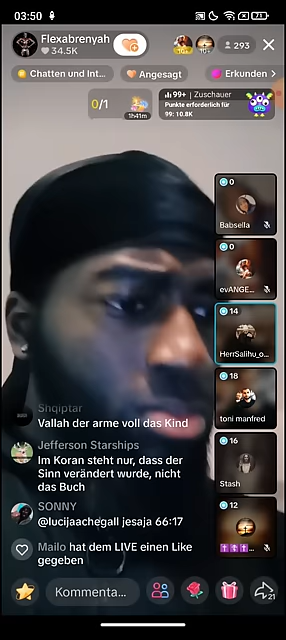 03:50
73
Flexabrenyah
34.5K
293
Chatten und Int...
Angesagt
Erkunden >
0/1
1h41m
99+ | Zuschauer
Punkte erforderlich für
99: 10.8K
0
Babsella
0
evANGE...
14
HerrSalihu_o...
18
toni manfred
16
Stash
12
Shqiptar
Vallah der arme voll das Kind
Jefferson Starships
Im Koran steht nur, dass der
Sinn verändert wurde, nicht
das Buch
SONNY
@lucijaachegall jesaja 66:17
Mailo hat dem LIVE einen Like
gegeben
Kommenta...
21